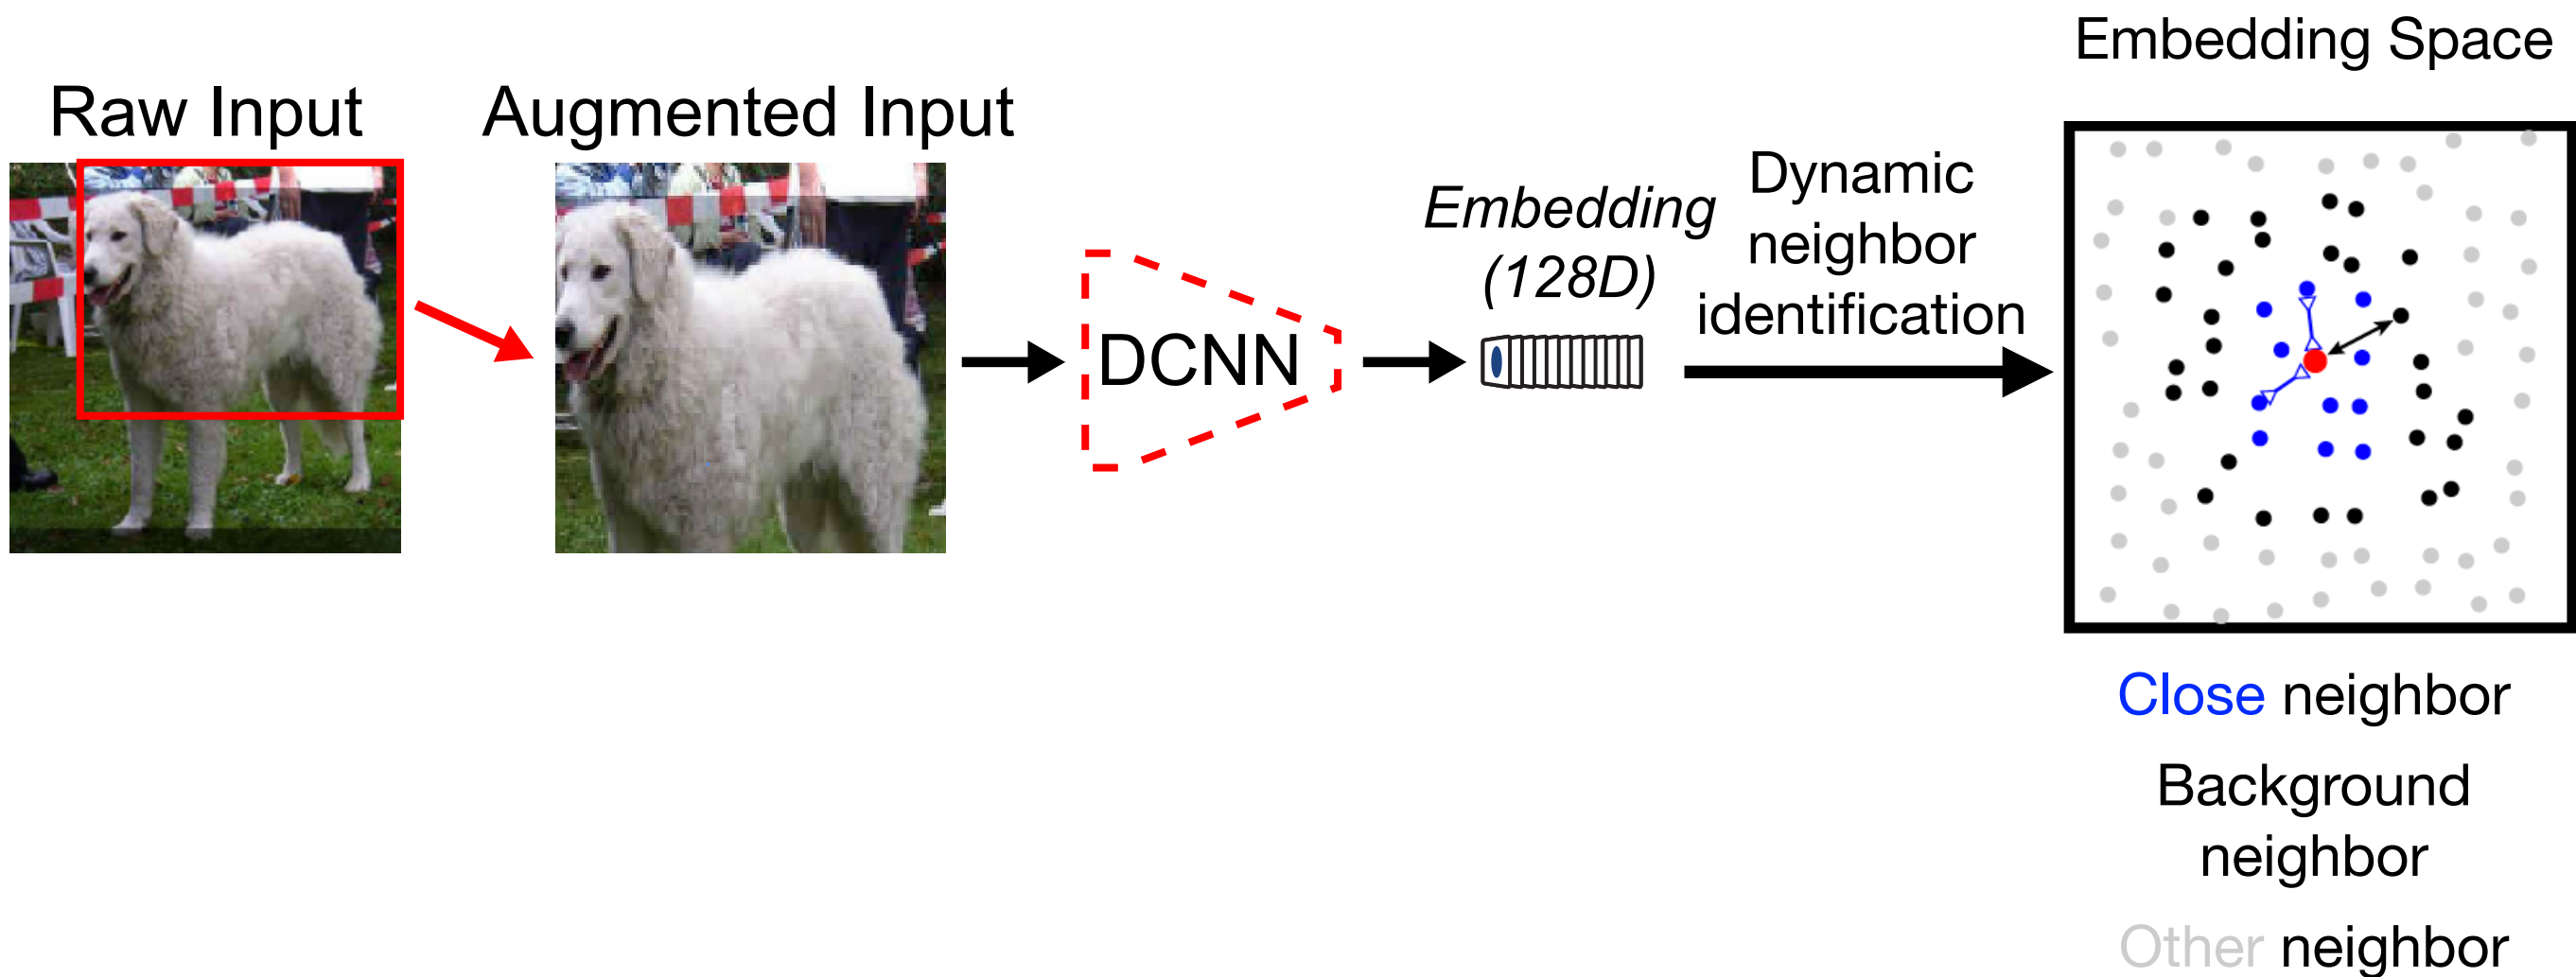 Raw Input
Augmented Input
DCNN
Embedding
(128D)
Dynamic
neighbor
identification
Embedding Space
Close neighbor
Background
neighbor
Other neighbor